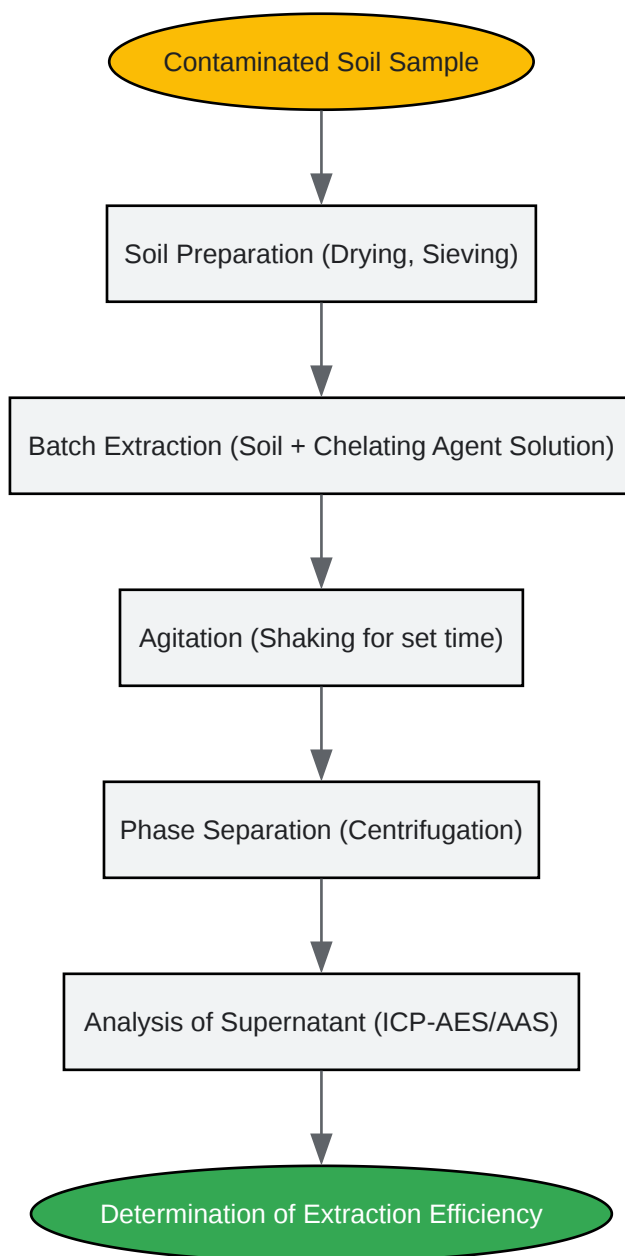 Contaminated Soil Sample
Soil Preparation (Drying, Sieving)
Batch Extraction (Soil + Chelating Agent Solution)
Agitation (Shaking for set time)
Phase Separation (Centrifugation)
Analysis of Supernatant (ICP-AES/AAS)
Determination of Extraction Efficiency